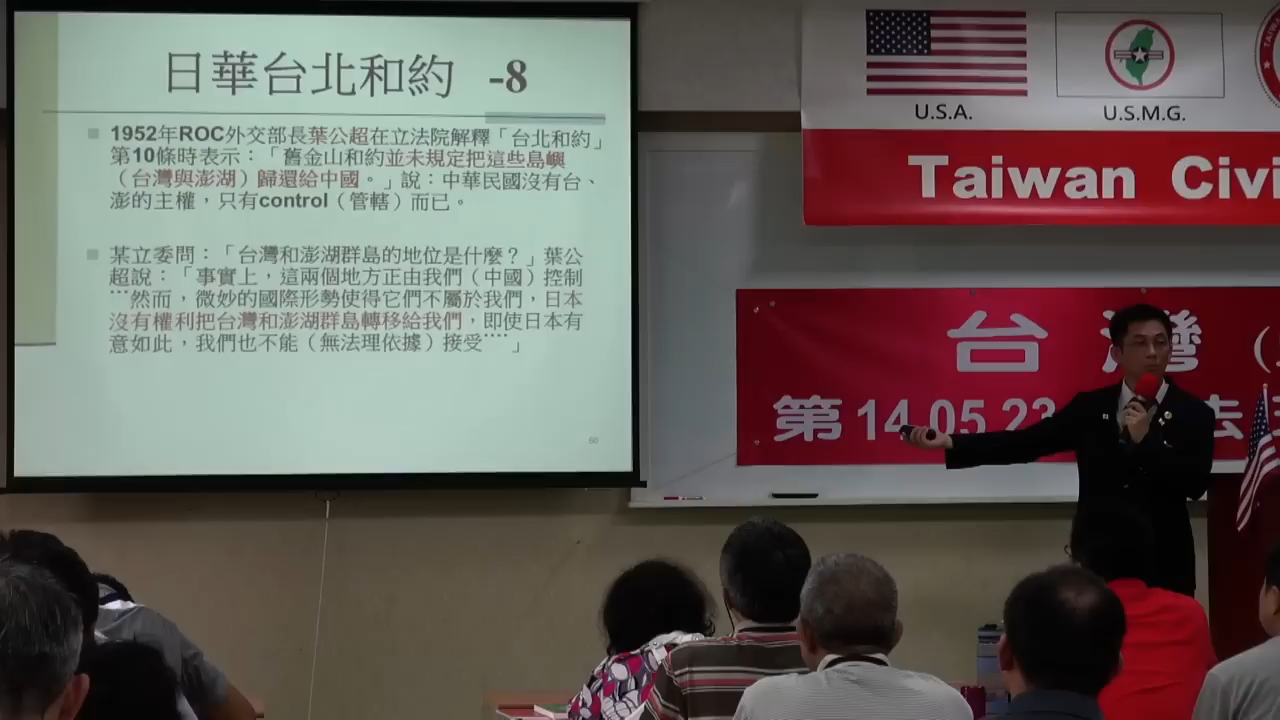 日華台北和約 -8
1952年ROC外交部長葉公超在立法院解釋「台北和約」
第10條時表示：「舊金山和約並未規定把這些島嶼
（台灣與澎湖）歸還給中國。」說：中華民國沒有台、
澎的主權，只有control（管轄）而已。
某立委問：「台灣和澎湖群島的地位是什麼？」葉公
超說：「事實上，這兩個地方正由我們（中國）控制
…然而，微妙的國際形勢使得它們不屬於我們，日本
沒有權利把台灣和澎湖群島轉移給我們，即使日本有
意如此，我們也不能（無法理依據）接受….」
60
U.S.A.
U.S.M.G.
Taiwan Civi
台灣（
第14.05.23